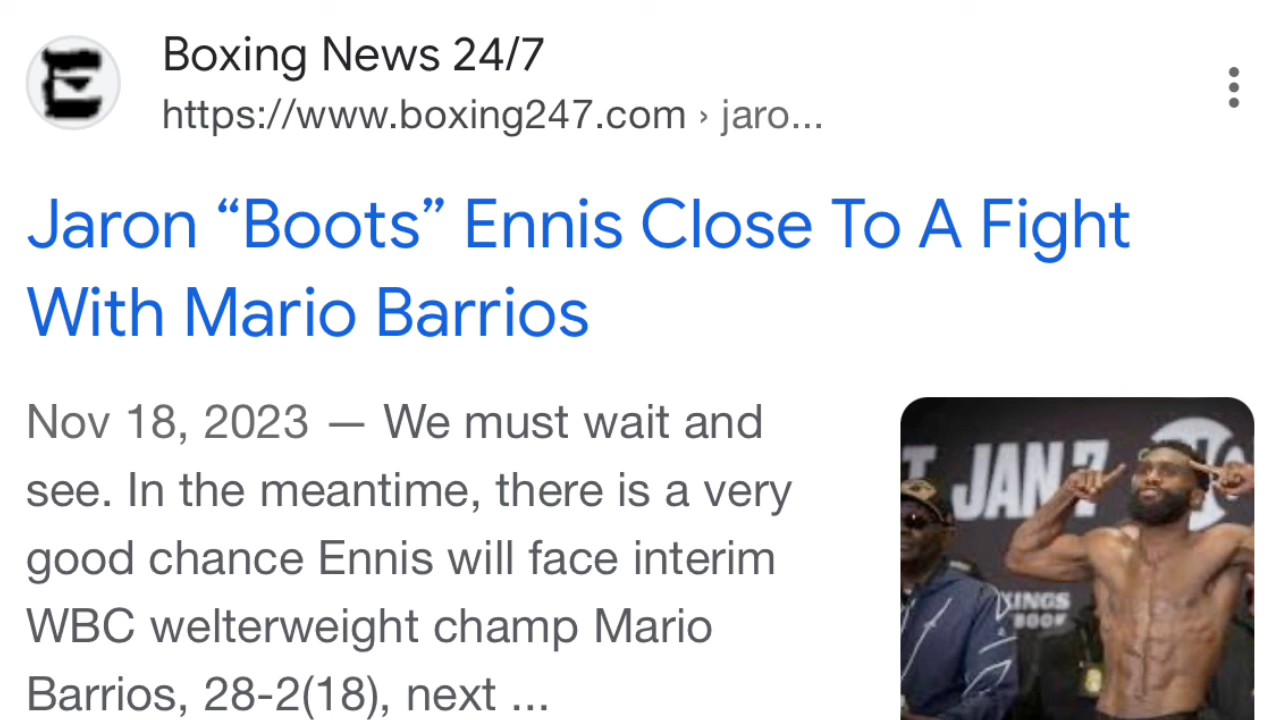 Boxing News 24/7
https://www.boxing247.com › jaro...
Jaron “Boots” Ennis Close To A Fight
With Mario Barrios
Nov 18, 2023 — We must wait and
see. In the meantime, there is a very
good chance Ennis will face interim
WBC welterweight champ Mario
Barrios, 28-2(18), next ...
JAN 7